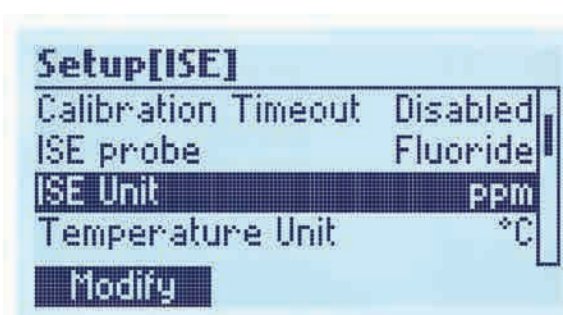 Setup[ISE]
Calibration Timeout Disabled
ISE probe Fluoride
ISE Unit ppm
Temperature Unit °C
Modify